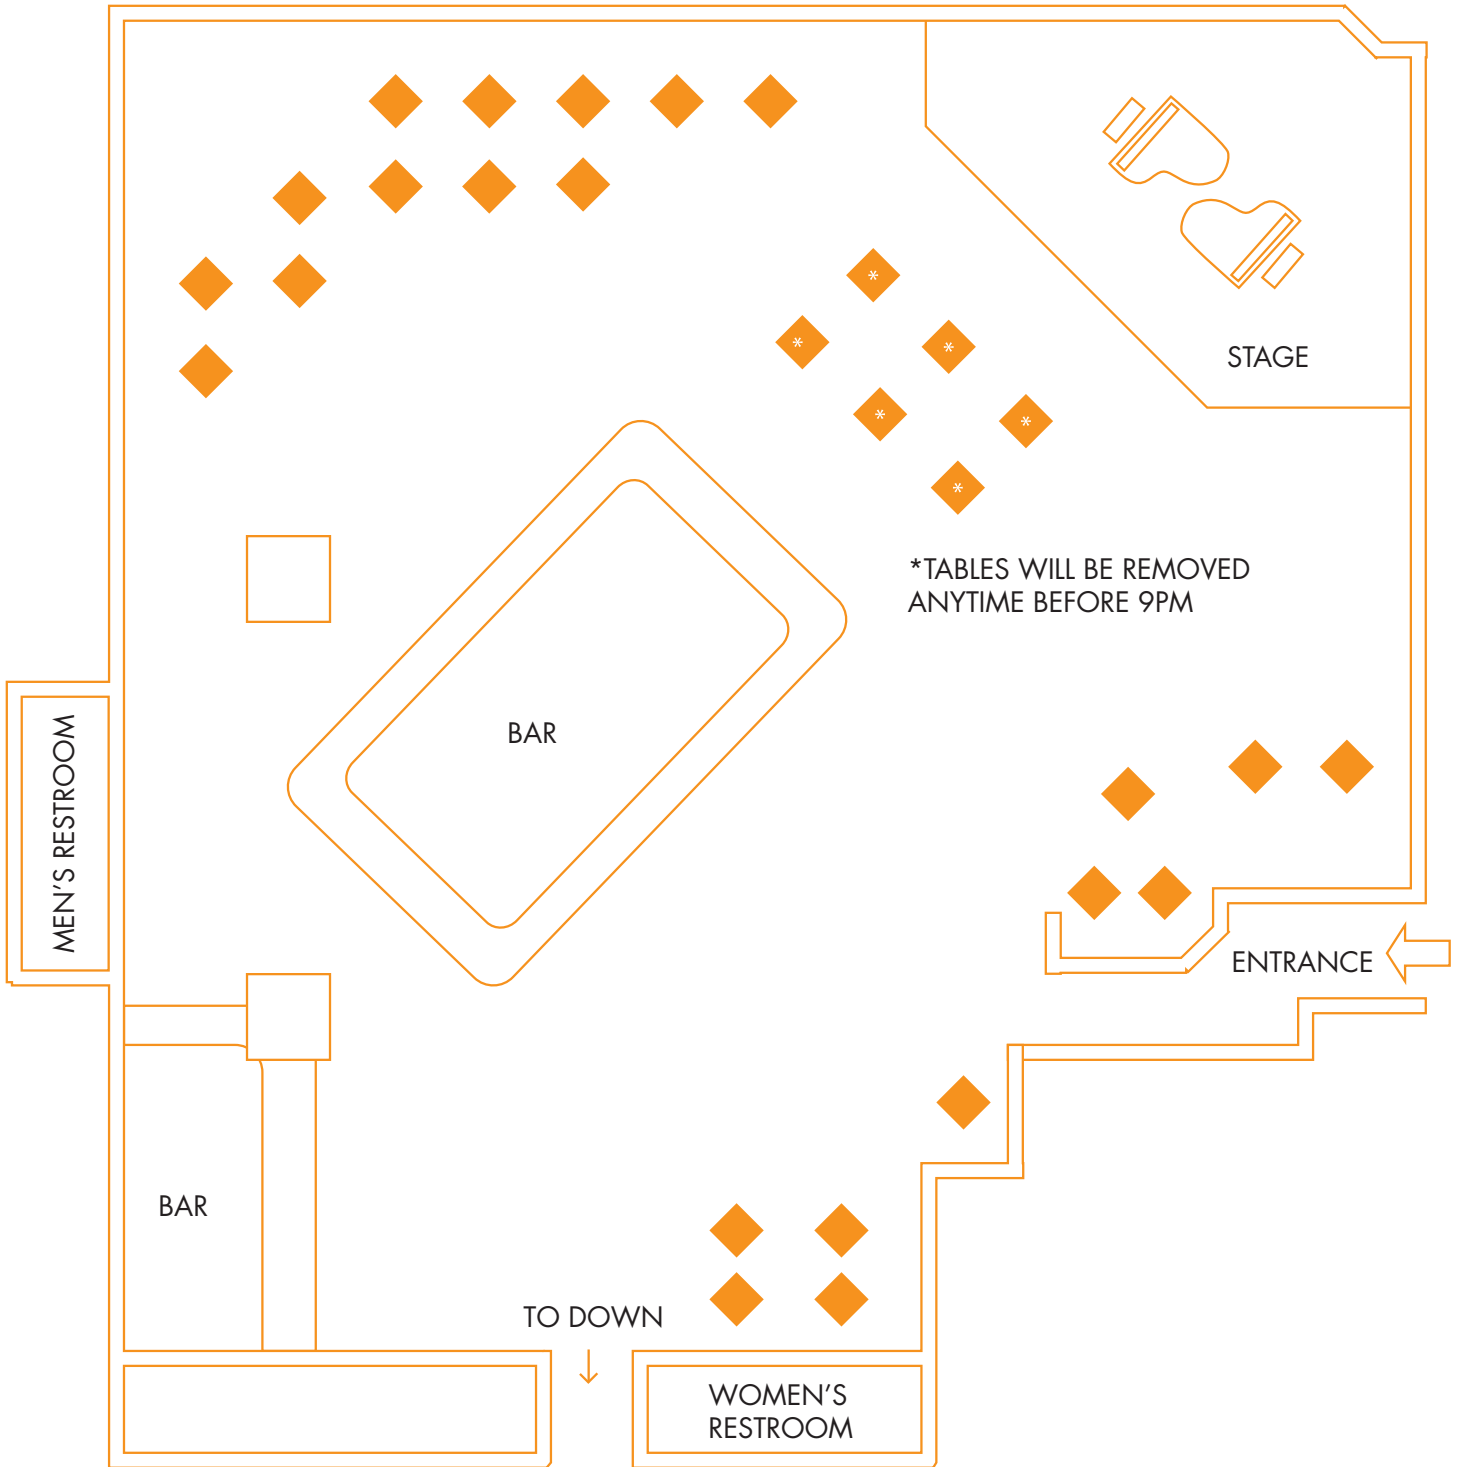 STAGE
*TABLES WILL BE REMOVED
ANYTIME BEFORE 9PM
BAR
MEN'S RESTROOM
ENTRANCE
BAR
TO DOWN
WOMEN'S
RESTROOM